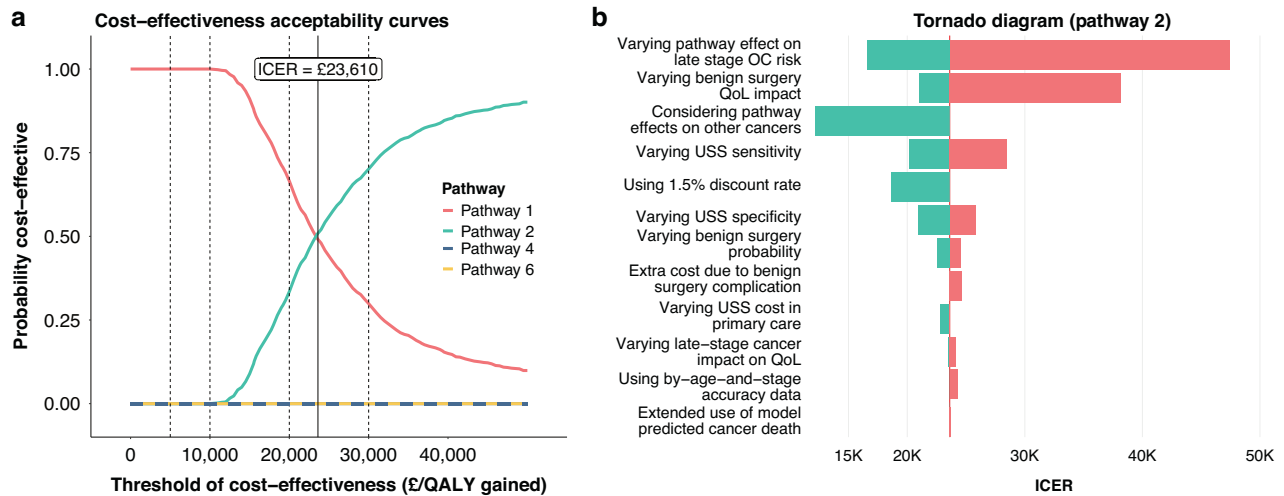 a
Cost–effectiveness acceptability curves
Probability cost–effective
1.00
0.75
0.50
0.25
0.00
ICER = £23,610
Pathway
Pathway 1
Pathway 2
Pathway 4
Pathway 6
0
10,000
20,000
30,000
40,000
Threshold of cost–effectiveness (£/QALY gained)
b
Tornado diagram (pathway 2)
Varying pathway effect on
late stage OC risk
Varying benign surgery
QoL impact
Considering pathway
effects on other cancers
Varying USS sensitivity
Using 1.5% discount rate
Varying USS specificity
Varying benign surgery
probability
Extra cost due to benign
surgery complication
Varying USS cost in
primary care
Varying late–stage cancer
impact on QoL
Using by–age–and–stage
accuracy data
Extended use of model
predicted cancer death
15K
20K
30K
40K
50K
ICER